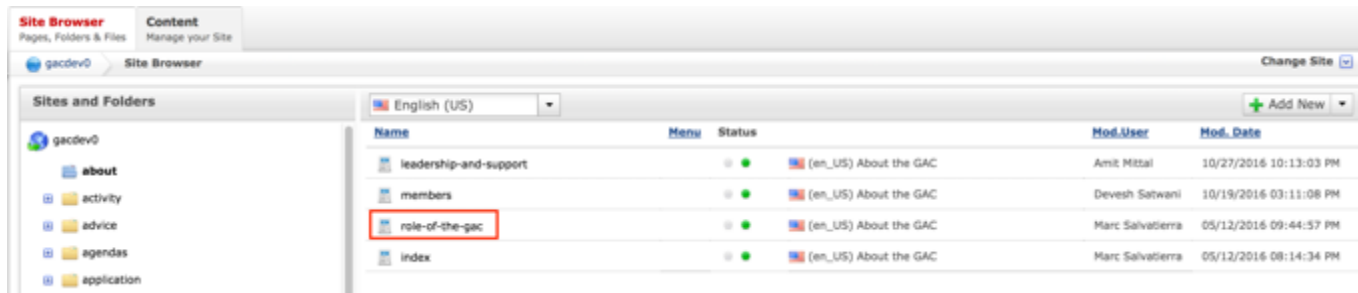 Site Browser Content
Pages, Folders & Files Manage your Site
gacdev0 Site Browser Change Site
Sites and Folders English (US) Add New
gacdev0 Name Menu Status Mod.User Mod. Date
about leadership-and-support (en_US) About the GAC Amit Mittal 10/27/2016 10:13:03 PM
activity members (en_US) About the GAC Devesh Satwani 10/19/2016 03:11:08 PM
advice role-of-the-gac (en_US) About the GAC Marc Salvatierra 05/12/2016 09:44:57 PM
agendas index (en_US) About the GAC Marc Salvatierra 05/12/2016 08:14:34 PM
application